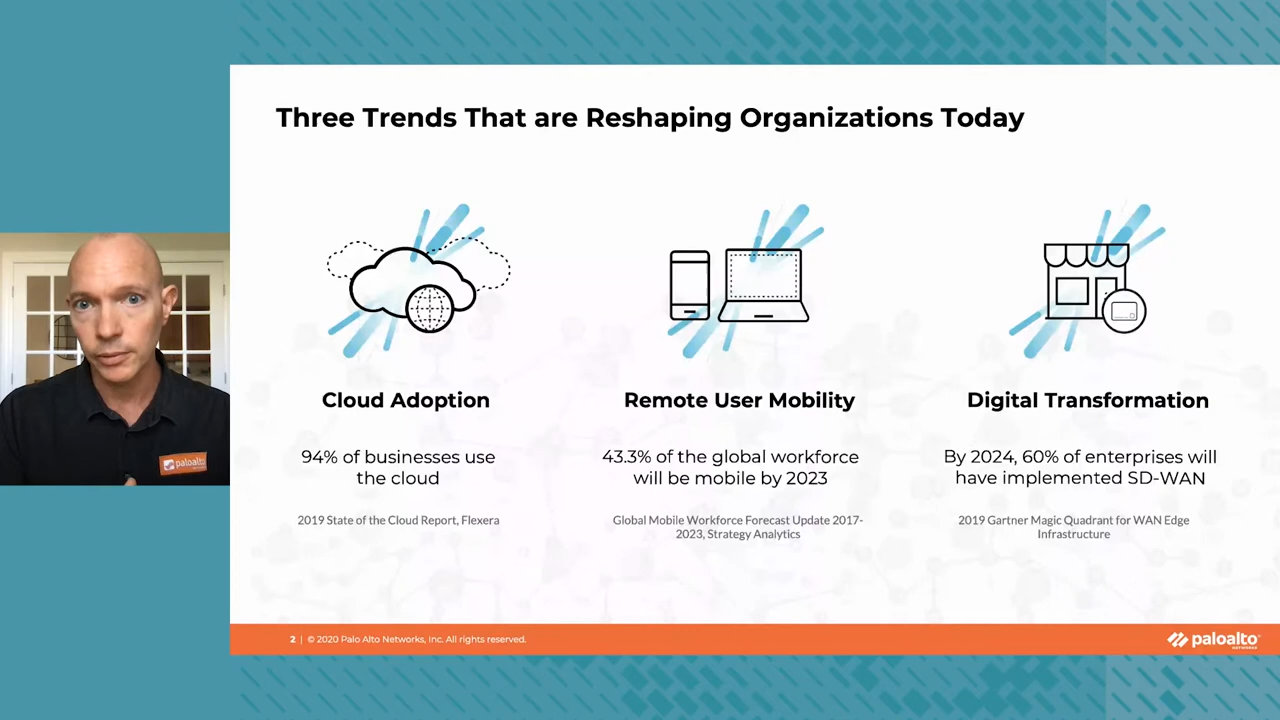 Three Trends That are Reshaping Organizations Today
Cloud Adoption
94% of businesses use
the cloud
2019 State of the Cloud Report, Flexera
Remote User Mobility
43.3% of the global workforce
will be mobile by 2023
Global Mobile Workforce Forecast Update 2017-
2023, Strategy Analytics
Digital Transformation
By 2024, 60% of enterprises will
have implemented SD-WAN
2019 Gartner Magic Quadrant for WAN Edge
Infrastructure
paloalto
2 | © 2020 Palo Alto Networks, Inc. All rights reserved.
paloalto
NETWORKS